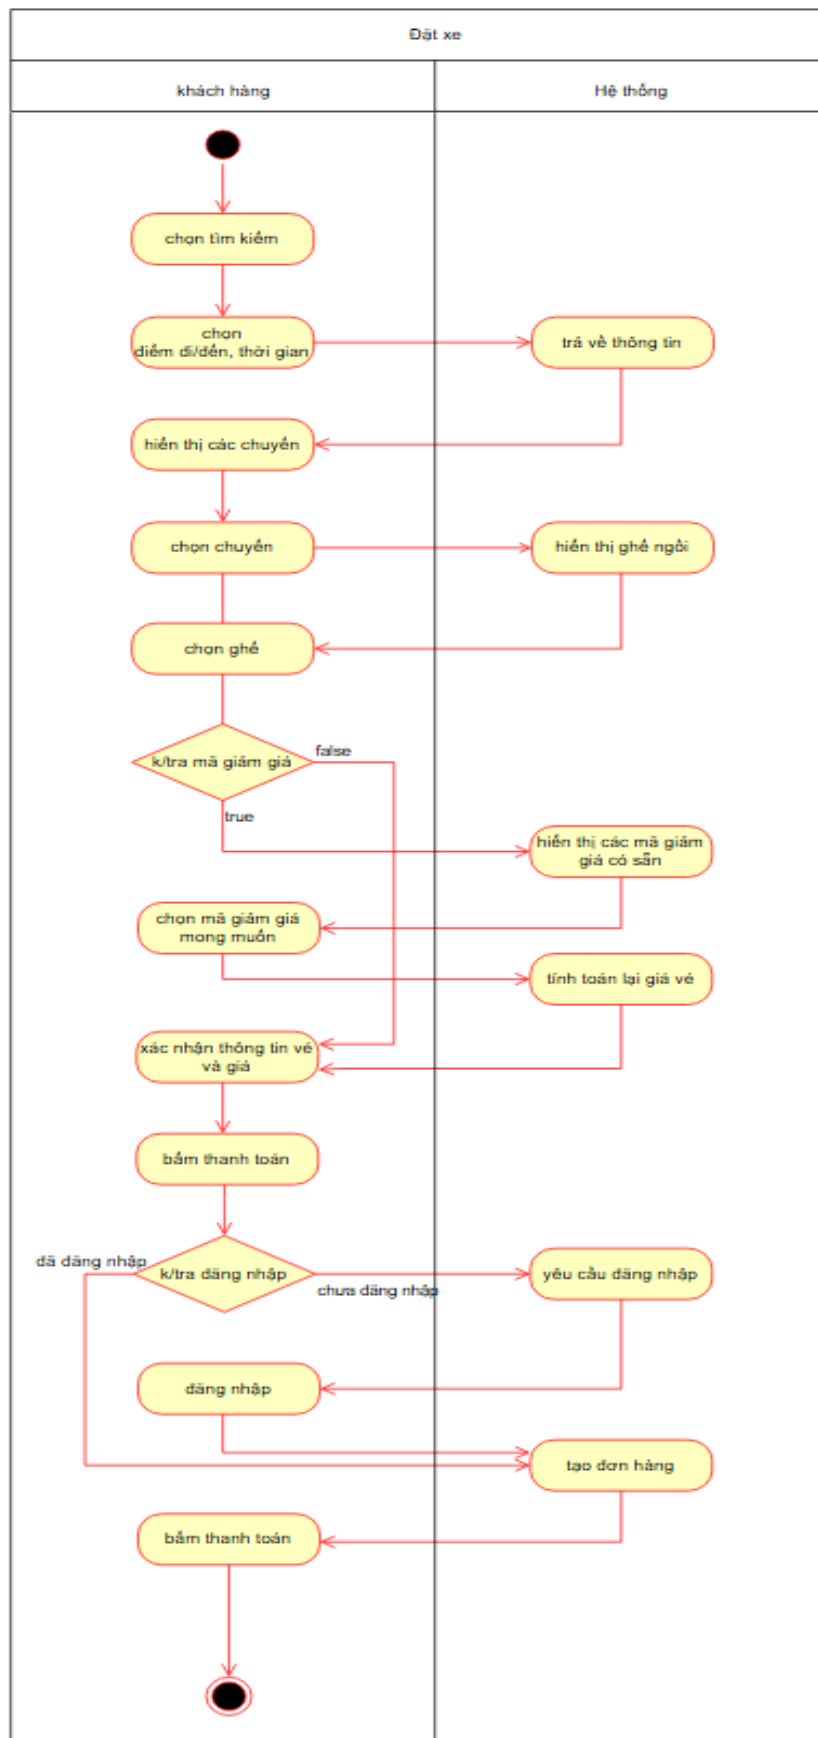 Đặt xe
khách hàng
Hệ thống
chọn tìm kiếm
chọn
điểm đi/đến, thời gian
trả về thông tin
hiển thị các chuyến
chọn chuyến
hiển thị ghế ngồi
chọn ghế
k/tra mã giảm giá
false
true
hiển thị các mã giảm
giá có sẵn
chọn mã giảm giá
mong muốn
tính toán lại giá vé
xác nhận thông tin vé
và giá
bấm thanh toán
đã đăng nhập
k/tra đăng nhập
chưa đăng nhập
yêu cầu đăng nhập
đăng nhập
tạo đơn hàng
bấm thanh toán